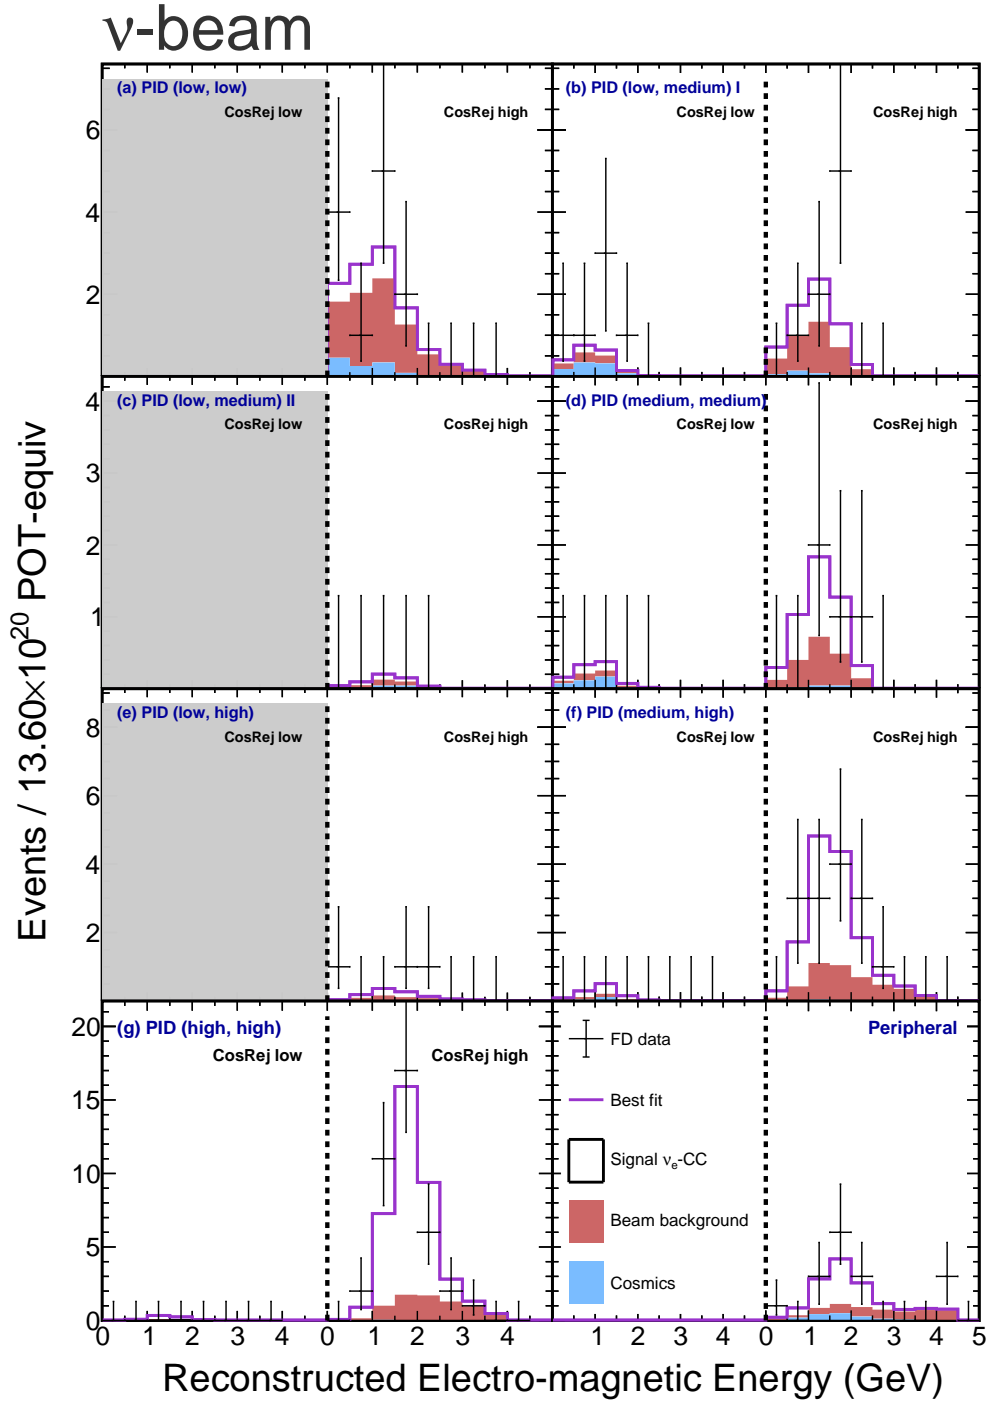 ν-beam
(a) PID (low, low)
CosRej low
CosRej high
(b) PID (low, medium) I
CosRej low
CosRej high
6
4
2
(c) PID (low, medium) II
CosRej low
CosRej high
(d) PID (medium, medium)
CosRej low
CosRej high
4
3
2
1
(e) PID (low, high)
CosRej low
CosRej high
(f) PID (medium, high)
CosRej low
CosRej high
8
6
4
2
(g) PID (high, high)
CosRej low
CosRej high
Peripheral
20
15
10
5
0
FD data
Best fit
Signal νe-CC
Beam background
Cosmics
0 1 2 3 4 0 1 2 3 4 1 2 3 4 0 1 2 3 4 5
Events / 13.60×10^20 POT-equiv
Reconstructed Electro-magnetic Energy (GeV)